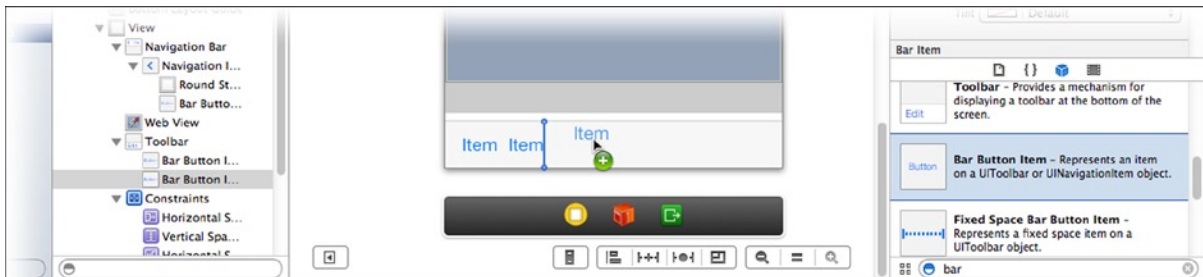 View
Navigation Bar
Navigation I...
Round St...
Bar Butto...
Web View
Toolbar
Bar Button I...
Bar Button I...
Constraints
Horizontal S...
Vertical Spa...
Horizontal S...
Item Item
Item
Tint Default
Bar Item
{}
Toolbar – Provides a mechanism for
displaying a toolbar at the bottom of the
screen.
Edit
Button
Bar Button Item – Represents an item
on a UIToolbar or UINavigationItem object.
Fixed Space Bar Button Item –
Represents a fixed space item on a
UIToolbar object.
bar